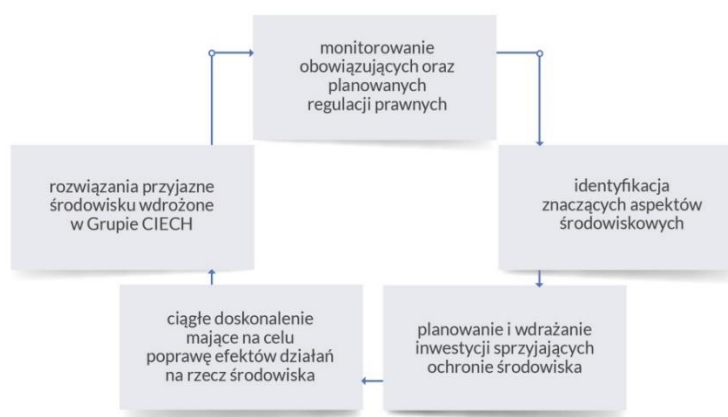 monitorowanie
obowiązujących oraz
planowanych
regulacji prawnych
identyfikacja
znaczących aspektów
środowiskowych
planowanie i wdrażanie
inwestycji sprzyjających
ochronie środowiska
ciągłe doskonalenie
mające na celu
poprawę efektów działań
na rzecz środowiska
rozwiązania przyjazne
środowisku wdrożone
w Grupie CIECH